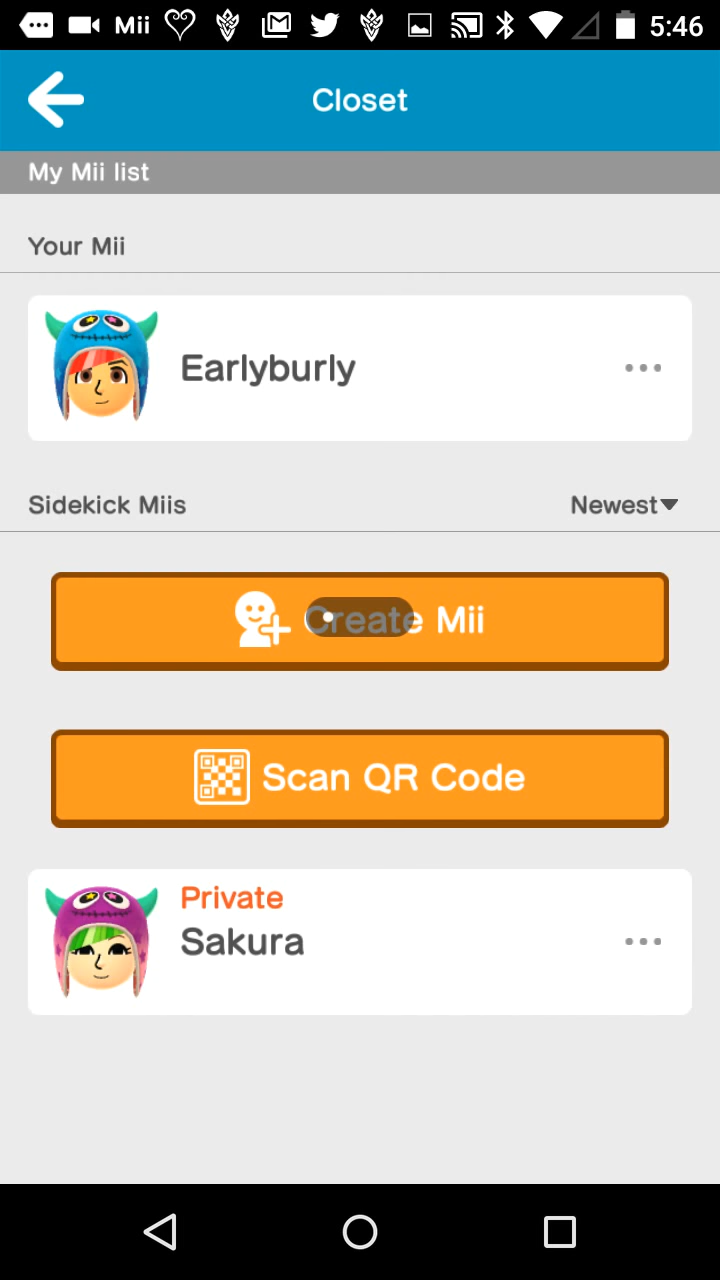 Mii 5:46
Closet
My Mii list
Your Mii
Earlyburly
Sidekick Miis Newest
Create Mii
Scan QR Code
Private
Sakura